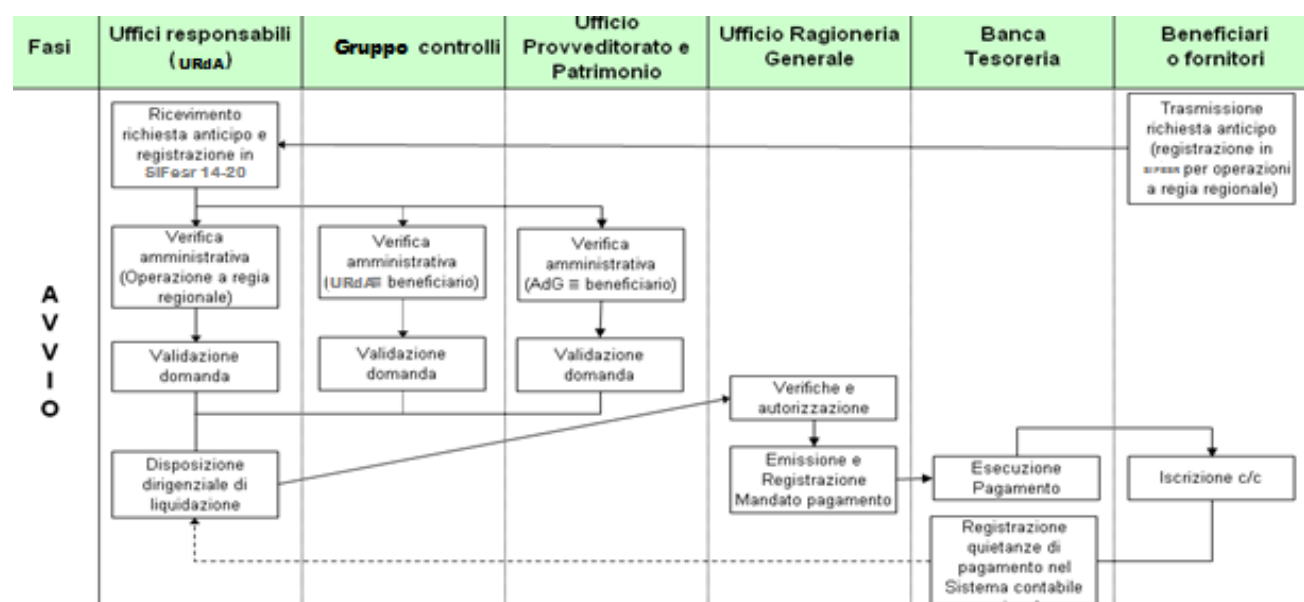 Fasi
Uffici responsabili
(URdA)
Gruppo controlli
Ufficio
Provveditorato e
Patrimonio
Ufficio Ragioneria
Generale
Banca
Tesoreria
Beneficiari
o fornitori
A
V
V
I
O
Ricevimento
richiesta anticipo e
registrazione in
SIFesr 14-20
Trasmissione
richiesta anticipo
(registrazione in
per operazioni
a regia regionale)
Verifica
amministrativa
(Operazione a regia
regionale)
Verifica
amministrativa
(URdA≡ beneficiario)
Verifica
amministrativa
(AdG ≡ beneficiario)
Validazione
domanda
Validazione
domanda
Validazione
domanda
Verifiche e
autorizzazione
Disposizione
dirigenziale di
liquidazione
Emissione e
Registrazione
Mandato pagamento
Esecuzione
Pagamento
Iscrizione c/c
Registrazione
quietanze di
pagamento nel
Sistema contabile